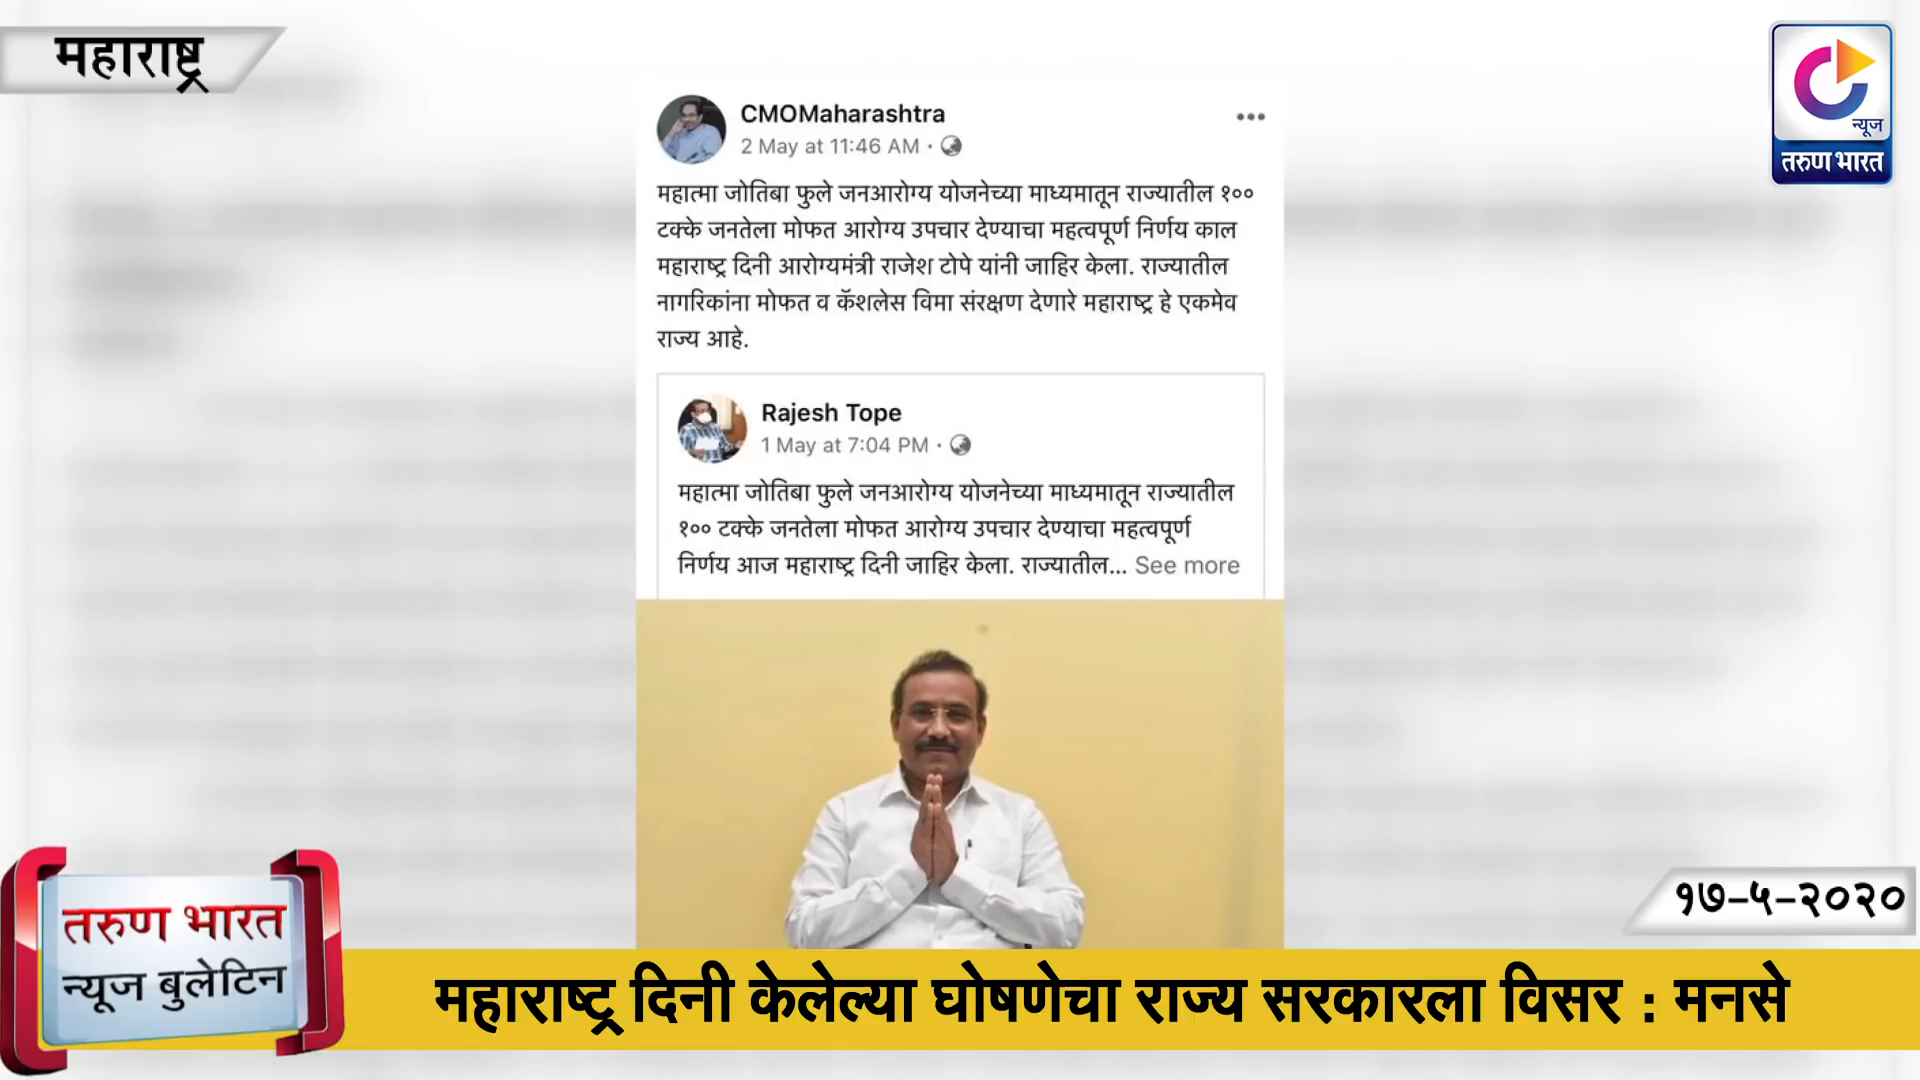 महाराष्ट्र
न्यूज
तरुण भारत
CMOMaharashtra
2 May at 11:46 AM ·
महात्मा जोतिबा फुले जनआरोग्य योजनेच्या माध्यमातून राज्यातील १००
टक्के जनतेला मोफत आरोग्य उपचार देण्याचा महत्वपूर्ण निर्णय काल
महाराष्ट्र दिनी आरोग्यमंत्री राजेश टोपे यांनी जाहिर केला. राज्यातील
नागरिकांना मोफत व कॅशलेस विमा संरक्षण देणारे महाराष्ट्र हे एकमेव
राज्य आहे.
Rajesh Tope
1 May at 7:04 PM ·
महात्मा जोतिबा फुले जनआरोग्य योजनेच्या माध्यमातून राज्यातील
१०० टक्के जनतेला मोफत आरोग्य उपचार देण्याचा महत्वपूर्ण
निर्णय आज महाराष्ट्र दिनी जाहिर केला. राज्यातील... See more
१७-५-२०२०
तरुण भारत
न्यूज बुलेटिन
महाराष्ट्र दिनी केलेल्या घोषणेचा राज्य सरकारला विसर : मनसे